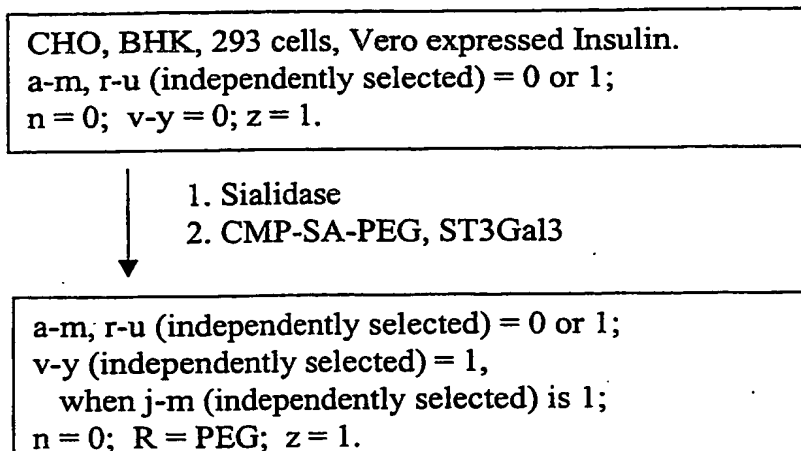 CHO, BHK, 293 cells, Vero expressed Insulin.
a-m, r-u (independently selected) = 0 or 1;
n = 0; v-y = 0; z = 1.
1. Sialidase
2. CMP-SA-PEG, ST3Gal3
a-m, r-u (independently selected) = 0 or 1;
v-y (independently selected) = 1,
when j-m (independently selected) is 1;
n = 0; R = PEG; z = 1.